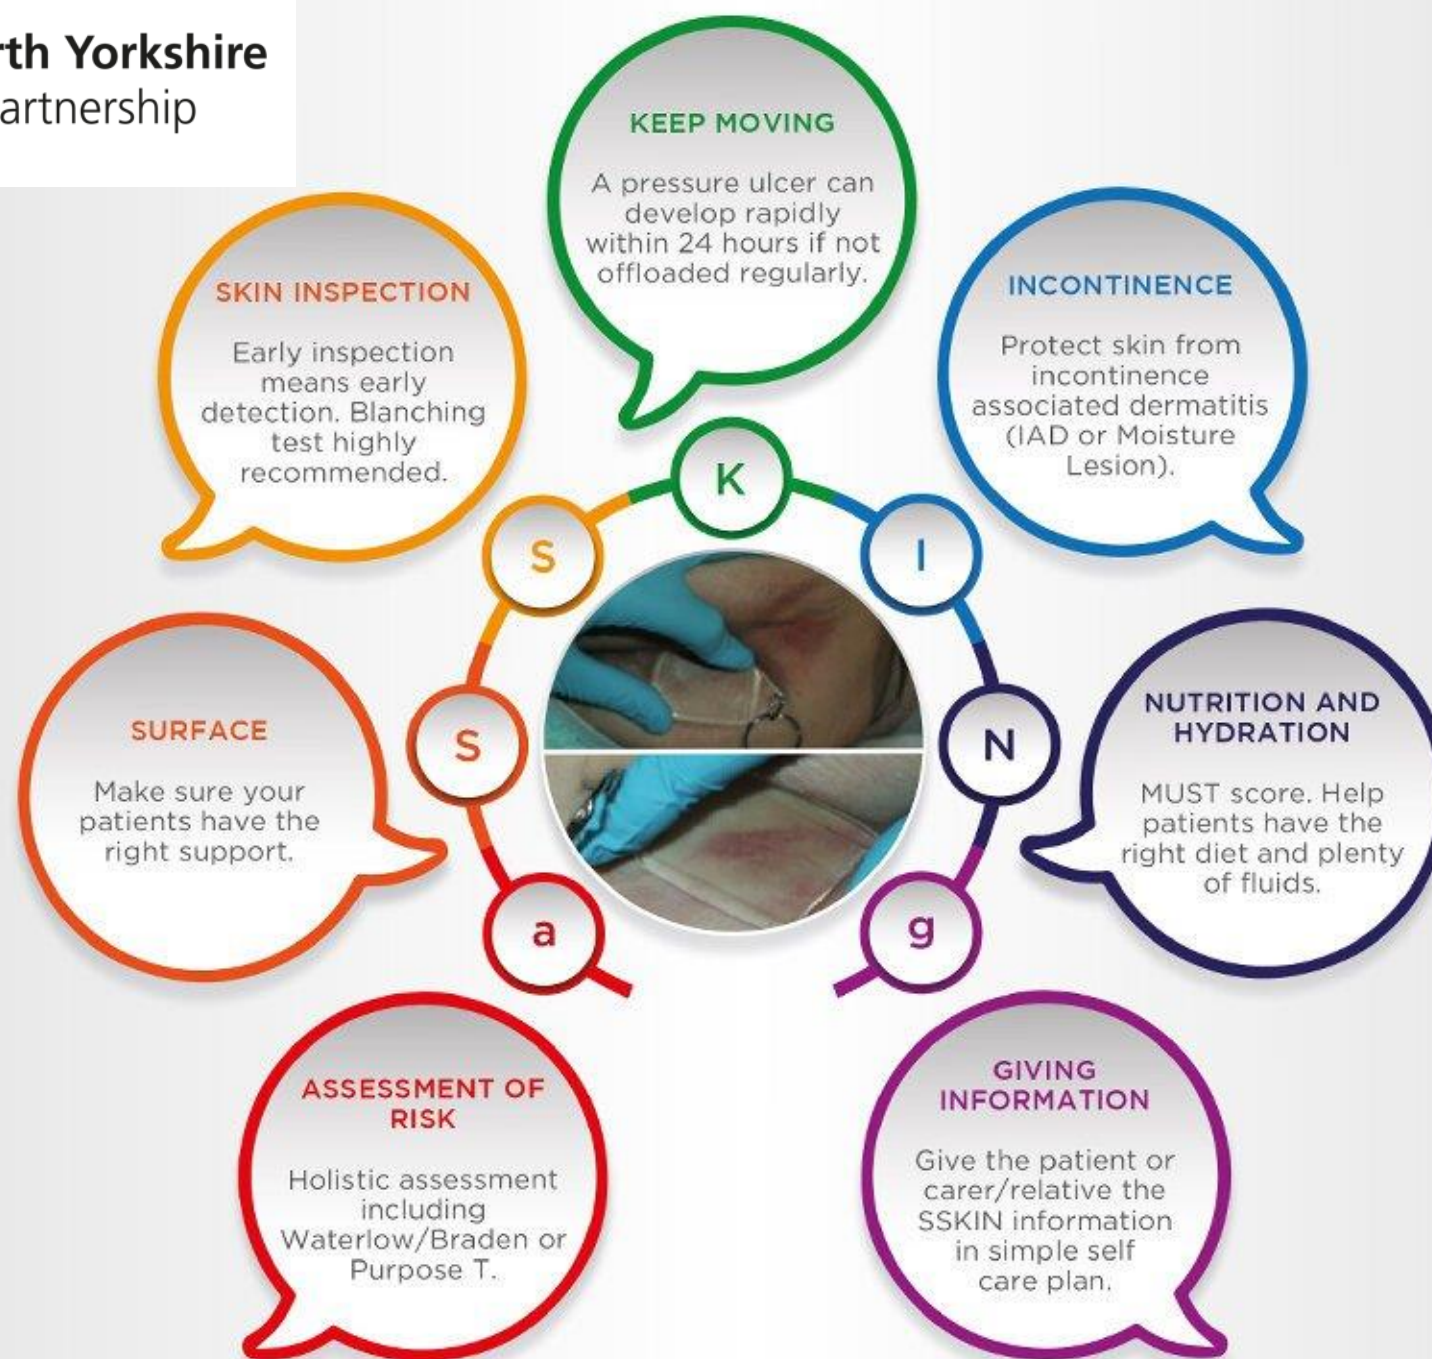 rth Yorkshire
artnership
KEEP MOVING
A pressure ulcer can
develop rapidly
within 24 hours if not
offloaded regularly.
SKIN INSPECTION
Early inspection
means early
detection. Blanching
test highly
recommended.
INCONTINENCE
Protect skin from
incontinence
associated dermatitis
(IAD or Moisture
Lesion).
SURFACE
Make sure your
patients have the
right support.
NUTRITION AND
HYDRATION
MUST score. Help
patients have the
right diet and plenty
of fluids.
ASSESSMENT OF
RISK
Holistic assessment
including
Waterlow/Braden or
Purpose T.
GIVING
INFORMATION
Give the patient or
carer/relative the
SSKIN information
in simple self
care plan.
a
S
S
K
I
N
g